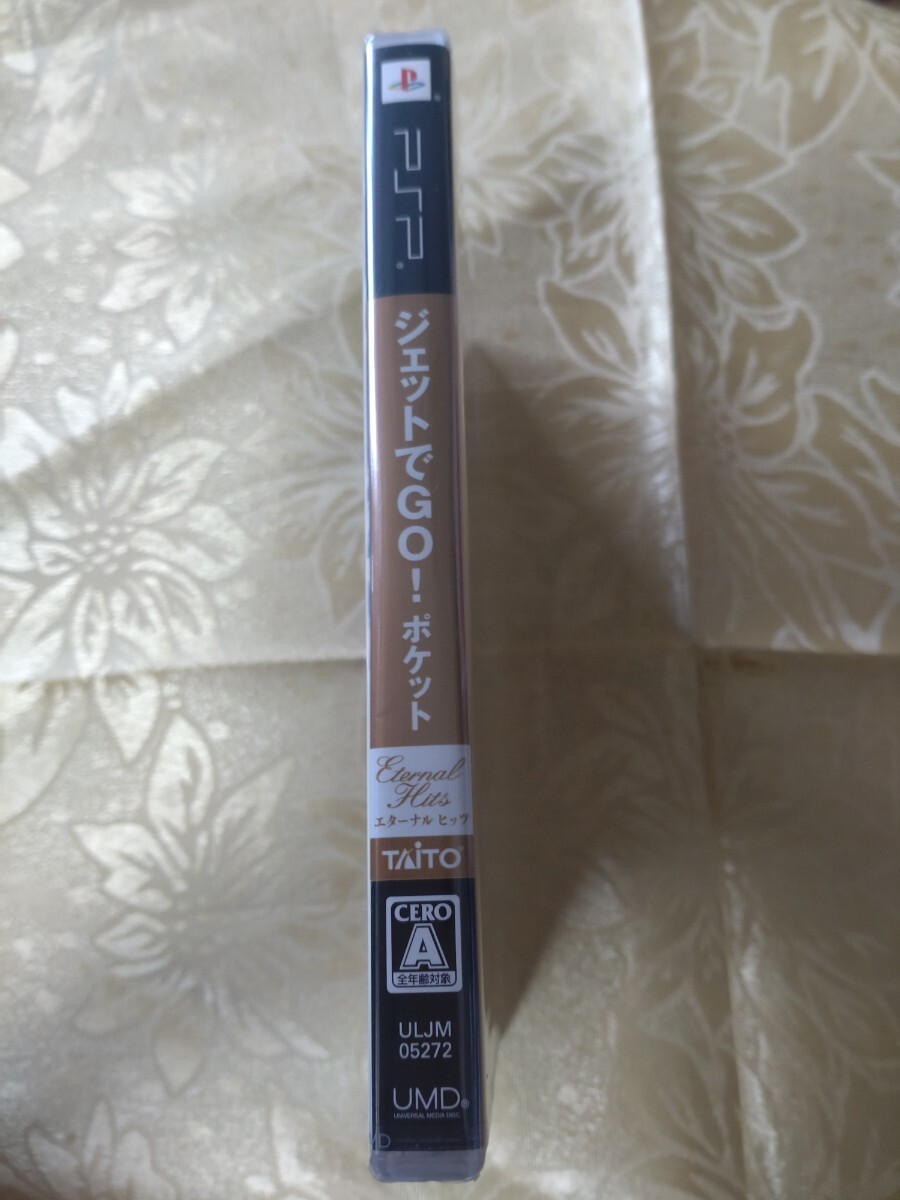 PSP®
ジェットでGO！ポケット
Eternal
Hits
エターナル ヒッツ
TAITO
CERO
A
全年齢対象
ULJM
05272
UMD®
UNIVERSAL MEDIA DISC